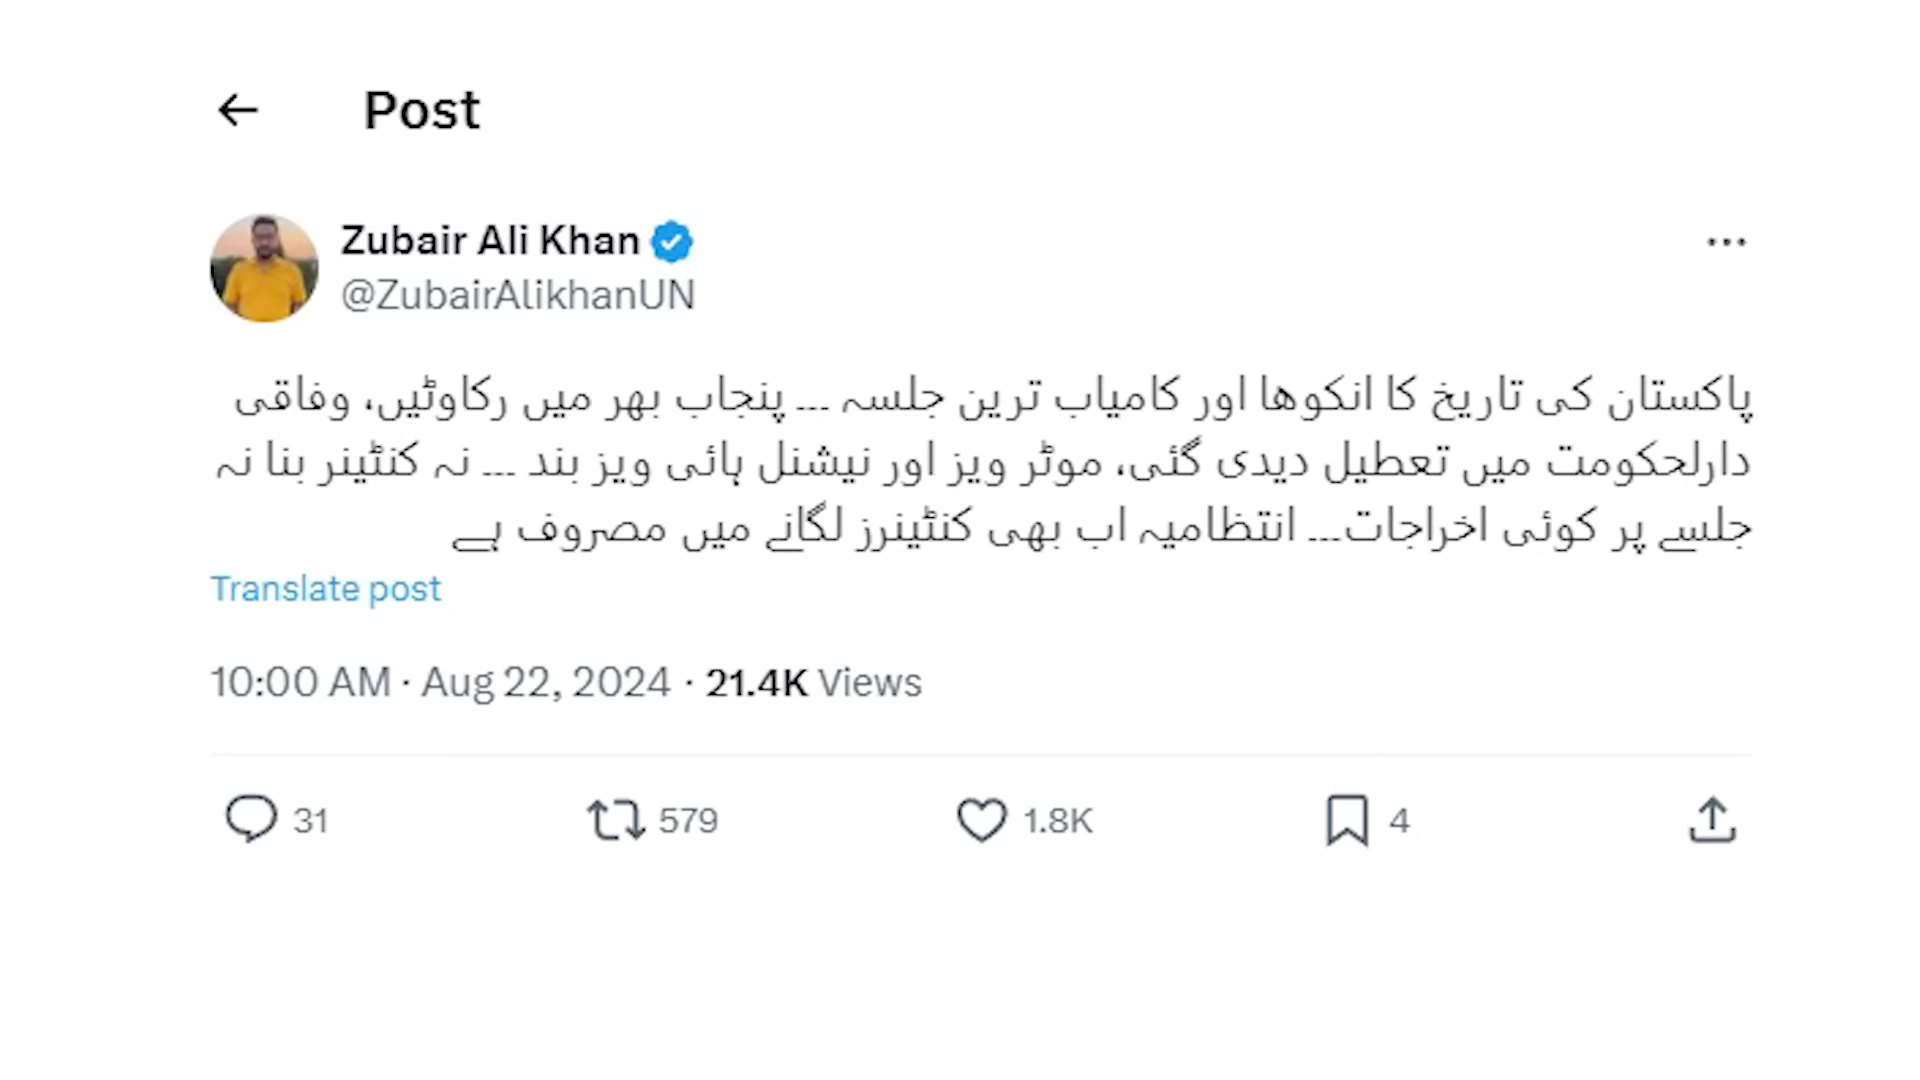 Post
Zubair Ali Khan
@ZubairAlikhanUN
پاکستان کی تاریخ کا انکوھا اور کامیاب ترین جلسہ ... پنجاب بھر میں رکاوٹیں، وفاقی
دارلحکومت میں تعطیل دیدی گئی، موٹر ویز اور نیشنل ہائی ویز بند ... نہ کنٹینر بنا نہ
جلسے پر کوئی اخراجات... انتظامیہ اب بھی کنٹینرز لگانے میں مصروف ہے
Translate post
10:00 AM · Aug 22, 2024 · 21.4K Views
31 579 1.8K 4